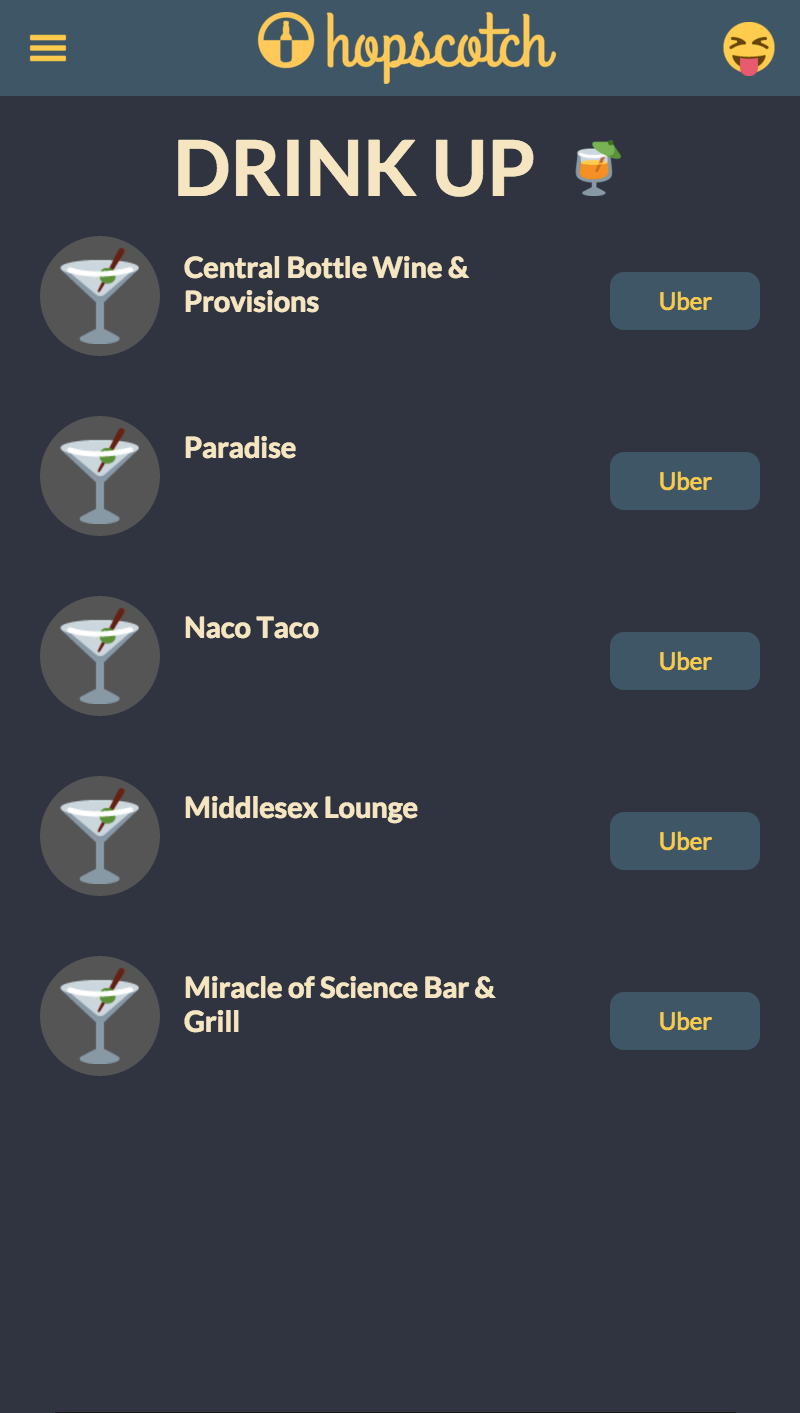 hopscotch
DRINK UP
Central Bottle Wine &
Provisions
Uber
Paradise
Uber
Naco Taco
Uber
Middlesex Lounge
Uber
Miracle of Science Bar &
Grill
Uber